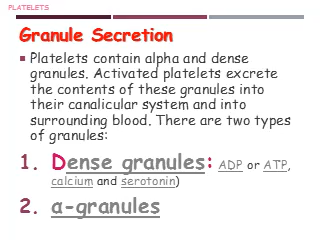 PLATELETS
Granule Secretion
▪ Platelets contain alpha and dense
granules. Activated platelets excrete
the contents of these granules into
their canalicular system and into
surrounding blood. There are two types
of granules:
1. Dense granules: ADP or ATP,
calcium and serotonin)
2. α-granules